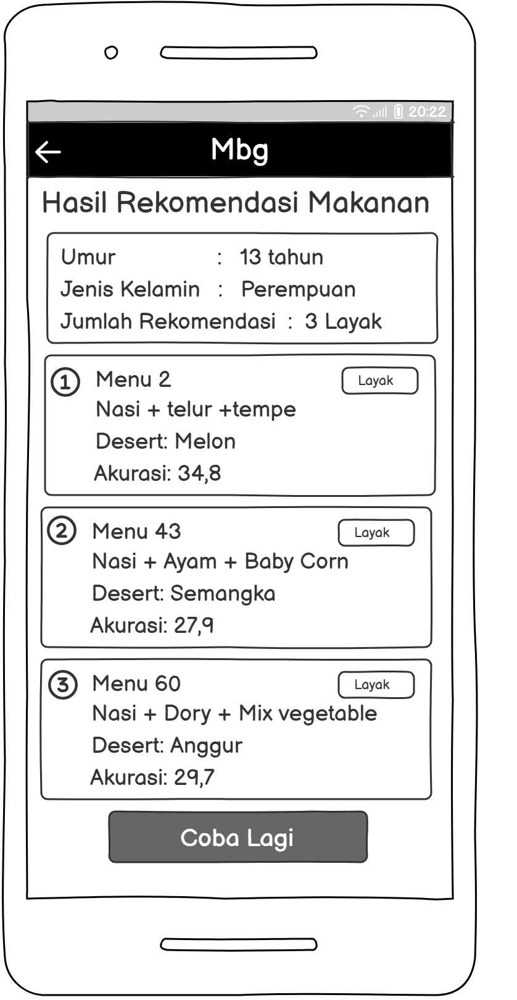 20:22
Mbg
Hasil Rekomendasi Makanan
Umur : 13 tahun
Jenis Kelamin : Perempuan
Jumlah Rekomendasi : 3 Layak
1 Menu 2 Layak
Nasi + telur +tempe
Desert: Melon
Akurasi: 34,8
2 Menu 43 Layak
Nasi + Ayam + Baby Corn
Desert: Semangka
Akurasi: 27,9
3 Menu 60 Layak
Nasi + Dory + Mix vegetable
Desert: Anggur
Akurasi: 29,7
Coba Lagi